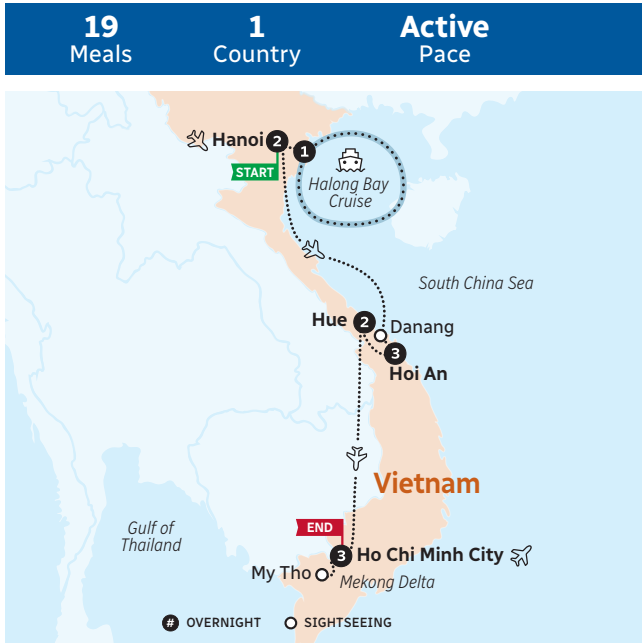 19
Meals
1
Country
Active
Pace
Hanoi
2
1
START
Halong Bay
Cruise
South China Sea
Hue
2
Danang
3
Hoi An
Vietnam
Gulf of
Thailand
END
3
Ho Chi Minh City
My Tho
Mekong Delta
# OVERNIGHT
SIGHTSEEING